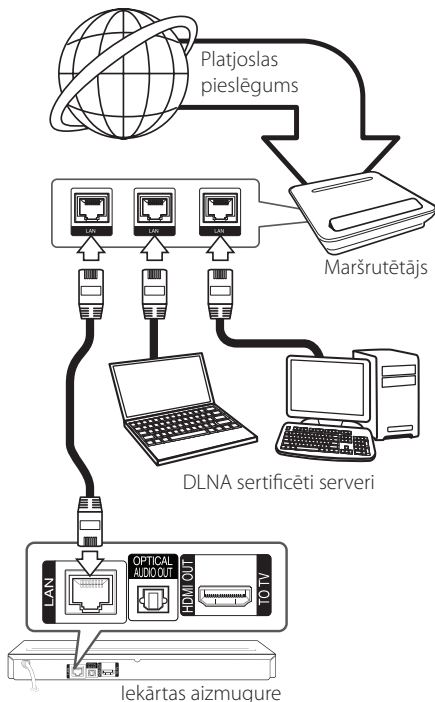 Platjoslas
pieslēgums
LAN
LAN
LAN
Maršrutētājs
DLNA sertificēti serveri
LAN
OPTICAL
AUDIO OUT
HDMI OUT
TO TV
Iekārtas aizmugure